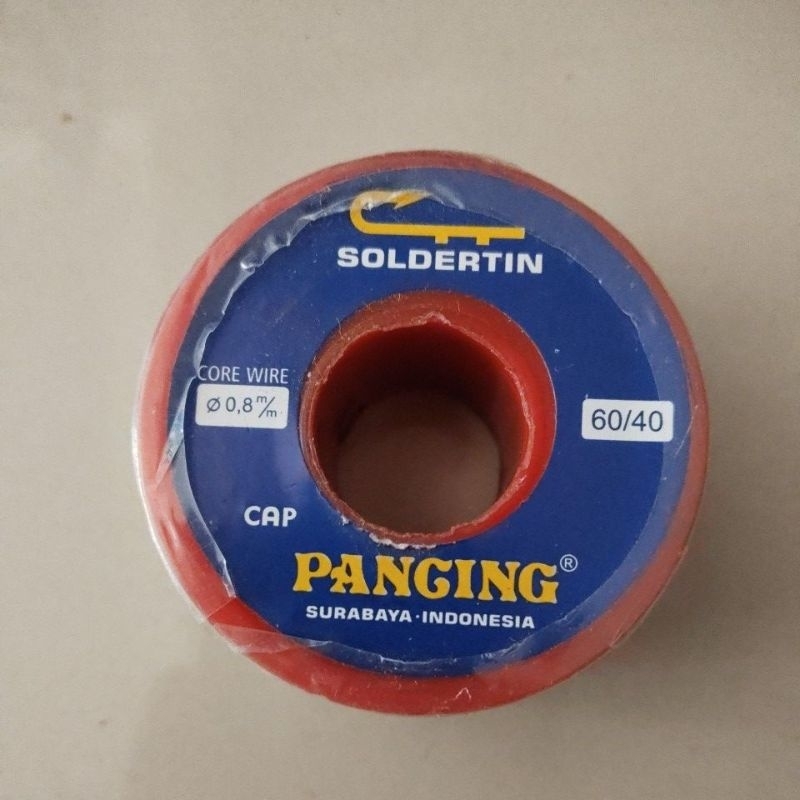 SOLDERTIN
CORE WIRE
Ø 0,8 m/m
60/40
CAP
PANCING®
SURABAYA·INDONESIA